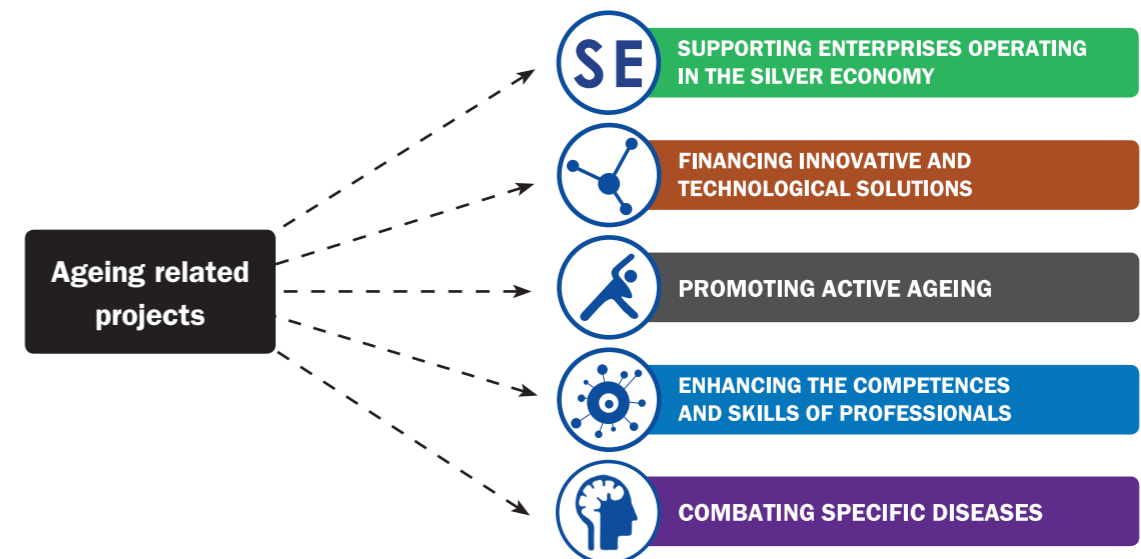 Ageing related
projects
SE
SUPPORTING ENTERPRISES OPERATING
IN THE SILVER ECONOMY
FINANCING INNOVATIVE AND
TECHNOLOGICAL SOLUTIONS
PROMOTING ACTIVE AGEING
ENHANCING THE COMPETENCES
AND SKILLS OF PROFESSIONALS
COMBATING SPECIFIC DISEASES